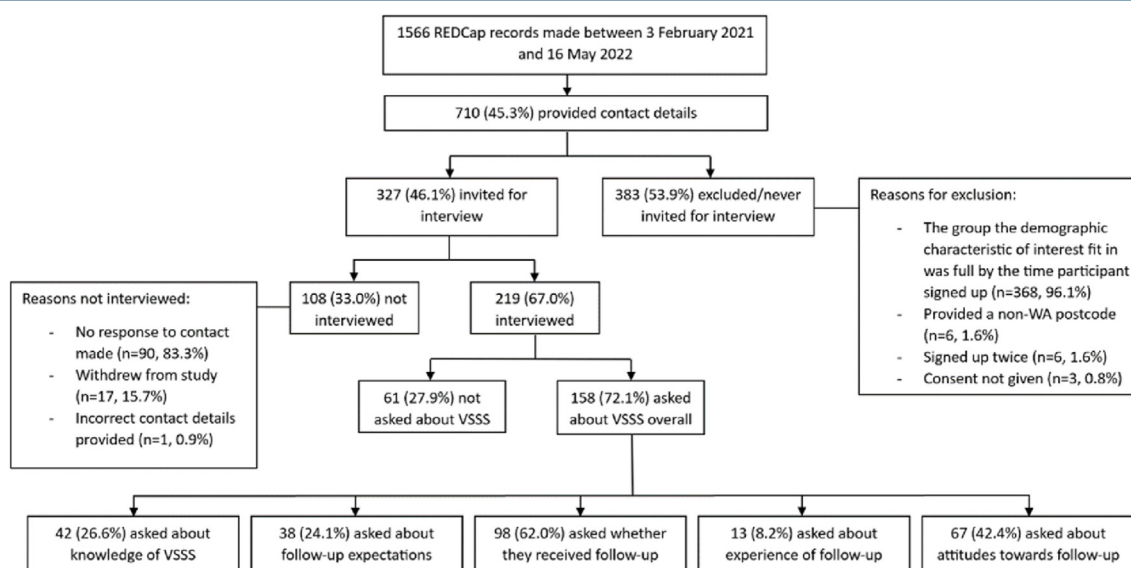 1566 REDCap records made between 3 February 2021
and 16 May 2022
710 (45.3%) provided contact details
327 (46.1%) invited for
interview
383 (53.9%) excluded/never
invited for interview
Reasons for exclusion:
- The group the demographic
characteristic of interest fit in
was full by the time participant
signed up (n=368, 96.1%)
- Provided a non-WA postcode
(n=6, 1.6%)
- Signed up twice (n=6, 1.6%)
- Consent not given (n=3, 0.8%)
Reasons not interviewed:
- No response to contact
made (n=90, 83.3%)
- Withdrew from study
(n=17, 15.7%)
- Incorrect contact details
provided (n=1, 0.9%)
108 (33.0%) not
interviewed
219 (67.0%)
interviewed
61 (27.9%) not
asked about VSSS
158 (72.1%) asked
about VSSS overall
42 (26.6%) asked about
knowledge of VSSS
38 (24.1%) asked about
follow-up expectations
98 (62.0%) asked whether
they received follow-up
13 (8.2%) asked about
experience of follow-up
67 (42.4%) asked about
attitudes towards follow-up